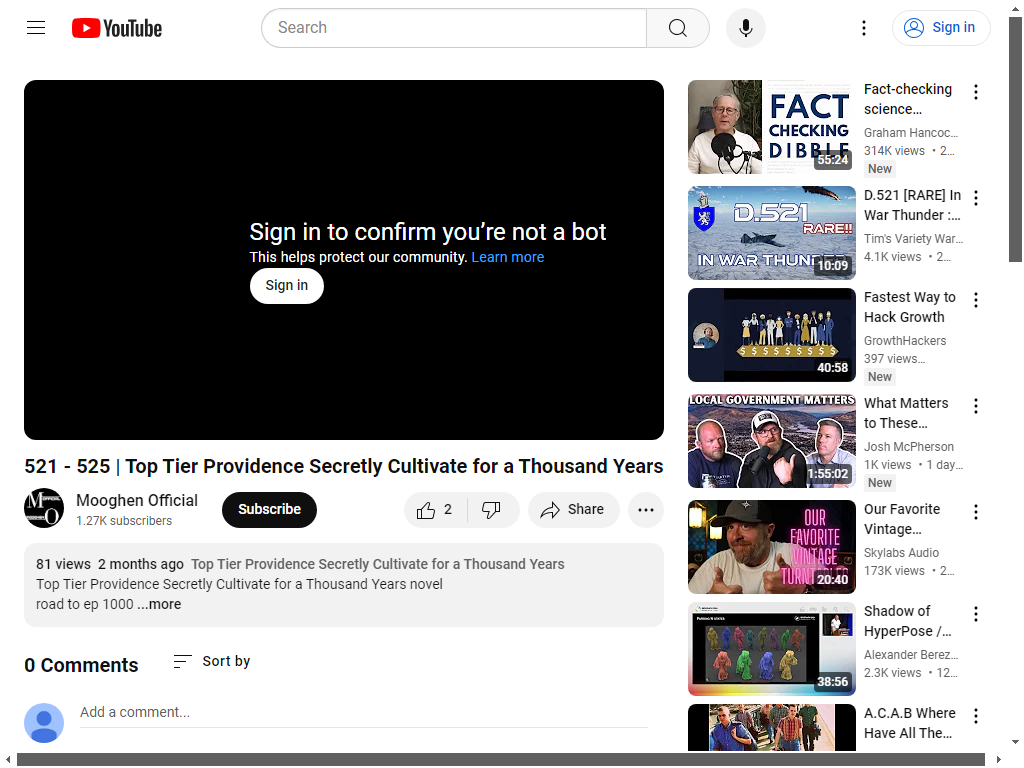 YouTube
Search
Sign in
Sign in to confirm you’re not a bot
This helps protect our community. Learn more
Sign in
521 - 525 | Top Tier Providence Secretly Cultivate for a Thousand Years
Mooghen Official
1.27K subscribers
Subscribe
2
Share
81 views 2 months ago Top Tier Providence Secretly Cultivate for a Thousand Years
Top Tier Providence Secretly Cultivate for a Thousand Years novel
road to ep 1000 ...more
0 Comments
Sort by
Add a comment...
FACT
CHECKING
DIBBLE
55:24
Fact-checking
science…
Graham Hancoc…
314K views • 2…
New
D.521
RARE!!
IN WAR THUNDER
10:09
D.521 [RARE] In
War Thunder :…
Tim's Variety War…
4.1K views • 2…
40:58
Fastest Way to
Hack Growth
GrowthHackers
397 views…
New
LOCAL GOVERNMENT MATTERS
1:55:02
What Matters
to These…
Josh McPherson
1K views • 1 day…
New
OUR
FAVORITE
VINTAGE
TURNTABLES
20:40
Our Favorite
Vintage…
Skylabs Audio
173K views • 2…
38:56
Shadow of
HyperPose /…
Alexander Berez…
2.3K views • 12…
A.C.A.B Where
Have All The…